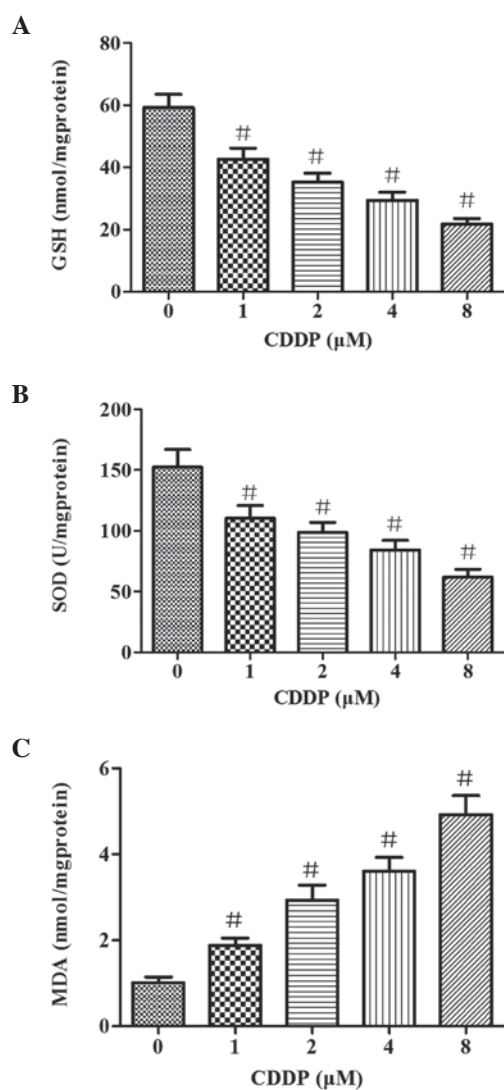 A
GSH (nmol/mgprotein)
80
60
40
20
0
# # # #
0 1 2 4 8
CDDP (µM)
B
SOD (U/mgprotein)
200
150
100
50
0
# # # #
0 1 2 4 8
CDDP (µM)
C
MDA (nmol/mgprotein)
6
4
2
0
# # # #
0 1 2 4 8
CDDP (µM)